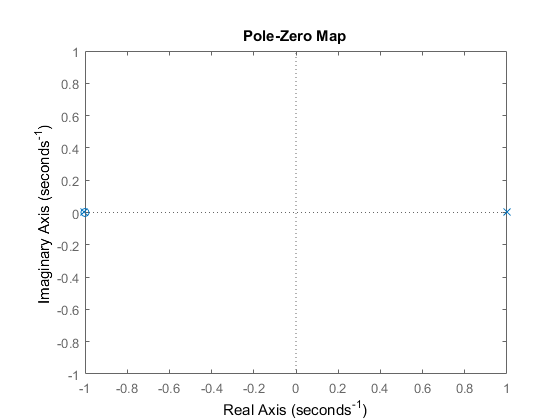 Pole-Zero Map
Imaginary Axis (seconds⁻¹)
1
0.8
0.6
0.4
0.2
0
-0.2
-0.4
-0.6
-0.8
-1
-1 -0.8 -0.6 -0.4 -0.2 0 0.2 0.4 0.6 0.8 1
Real Axis (seconds⁻¹)